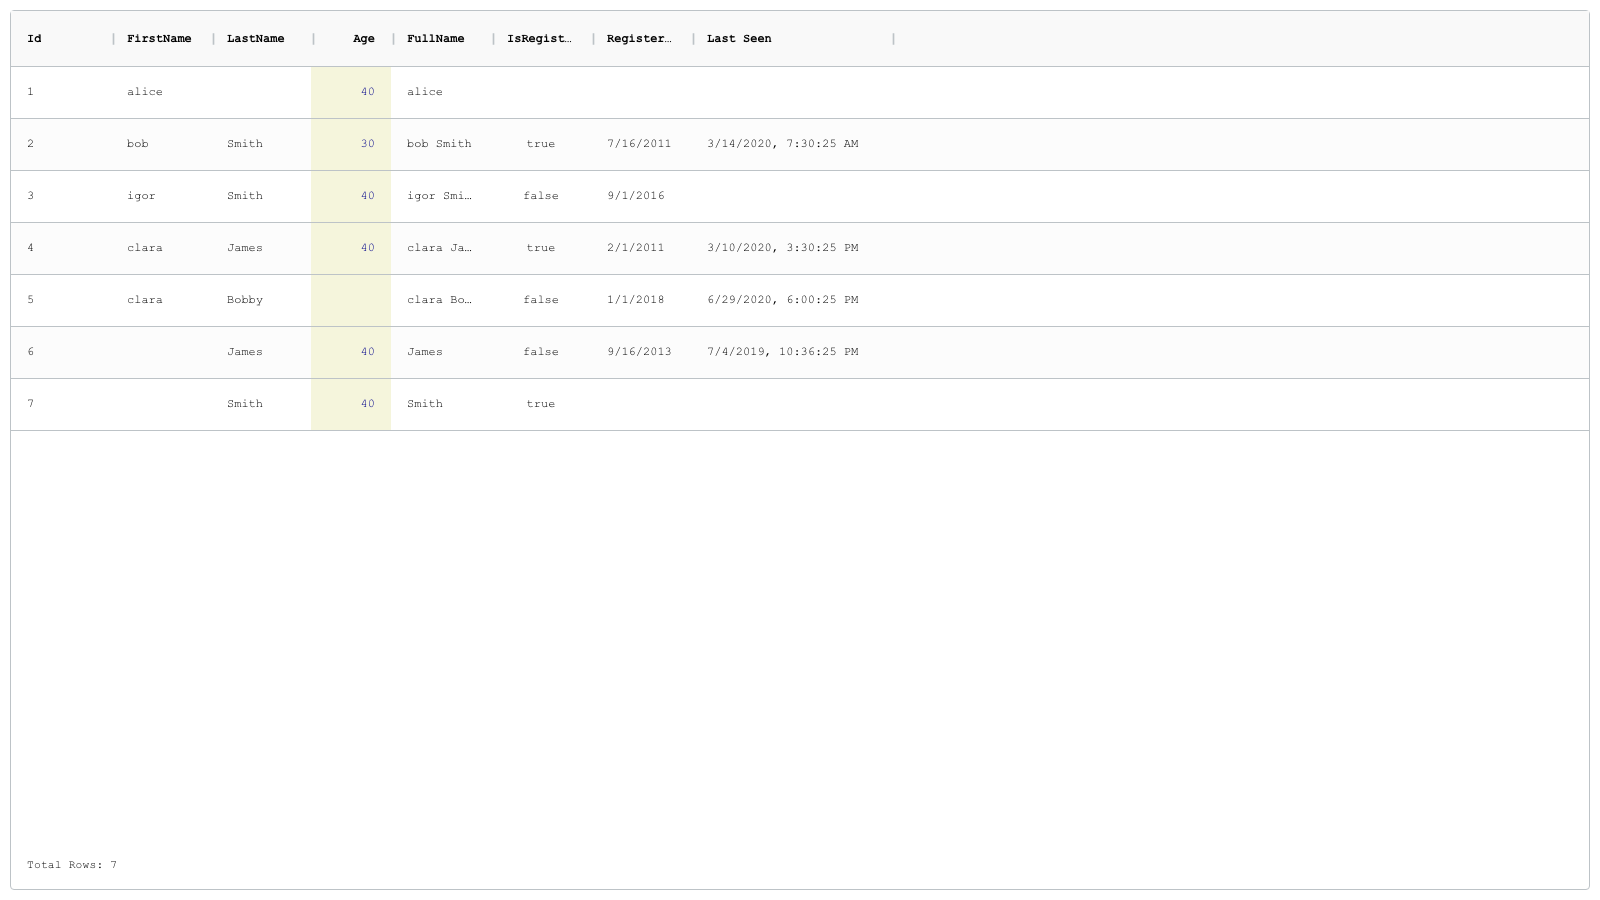 Id FirstName LastName Age FullName IsRegist… Register… Last Seen
1 alice 40 alice
2 bob Smith 30 bob Smith true 7/16/2011 3/14/2020, 7:30:25 AM
3 igor Smith 40 igor Smi… false 9/1/2016
4 clara James 40 clara Ja… true 2/1/2011 3/10/2020, 3:30:25 PM
5 clara Bobby clara Bo… false 1/1/2018 6/29/2020, 6:00:25 PM
6 James 40 James false 9/16/2013 7/4/2019, 10:36:25 PM
7 Smith 40 Smith true
Total Rows: 7